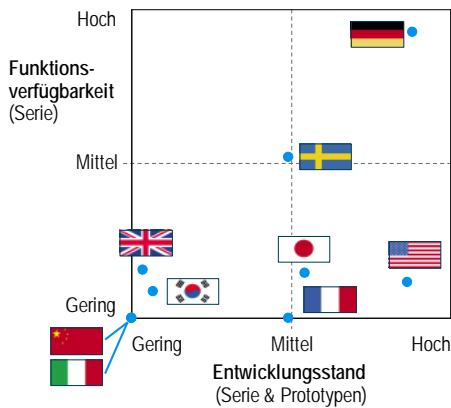 Hoch
Funktions-
verfügbarkeit
(Serie)
Mittel
Gering
Gering
Mittel
Hoch
Entwicklungsstand
(Serie & Prototypen)